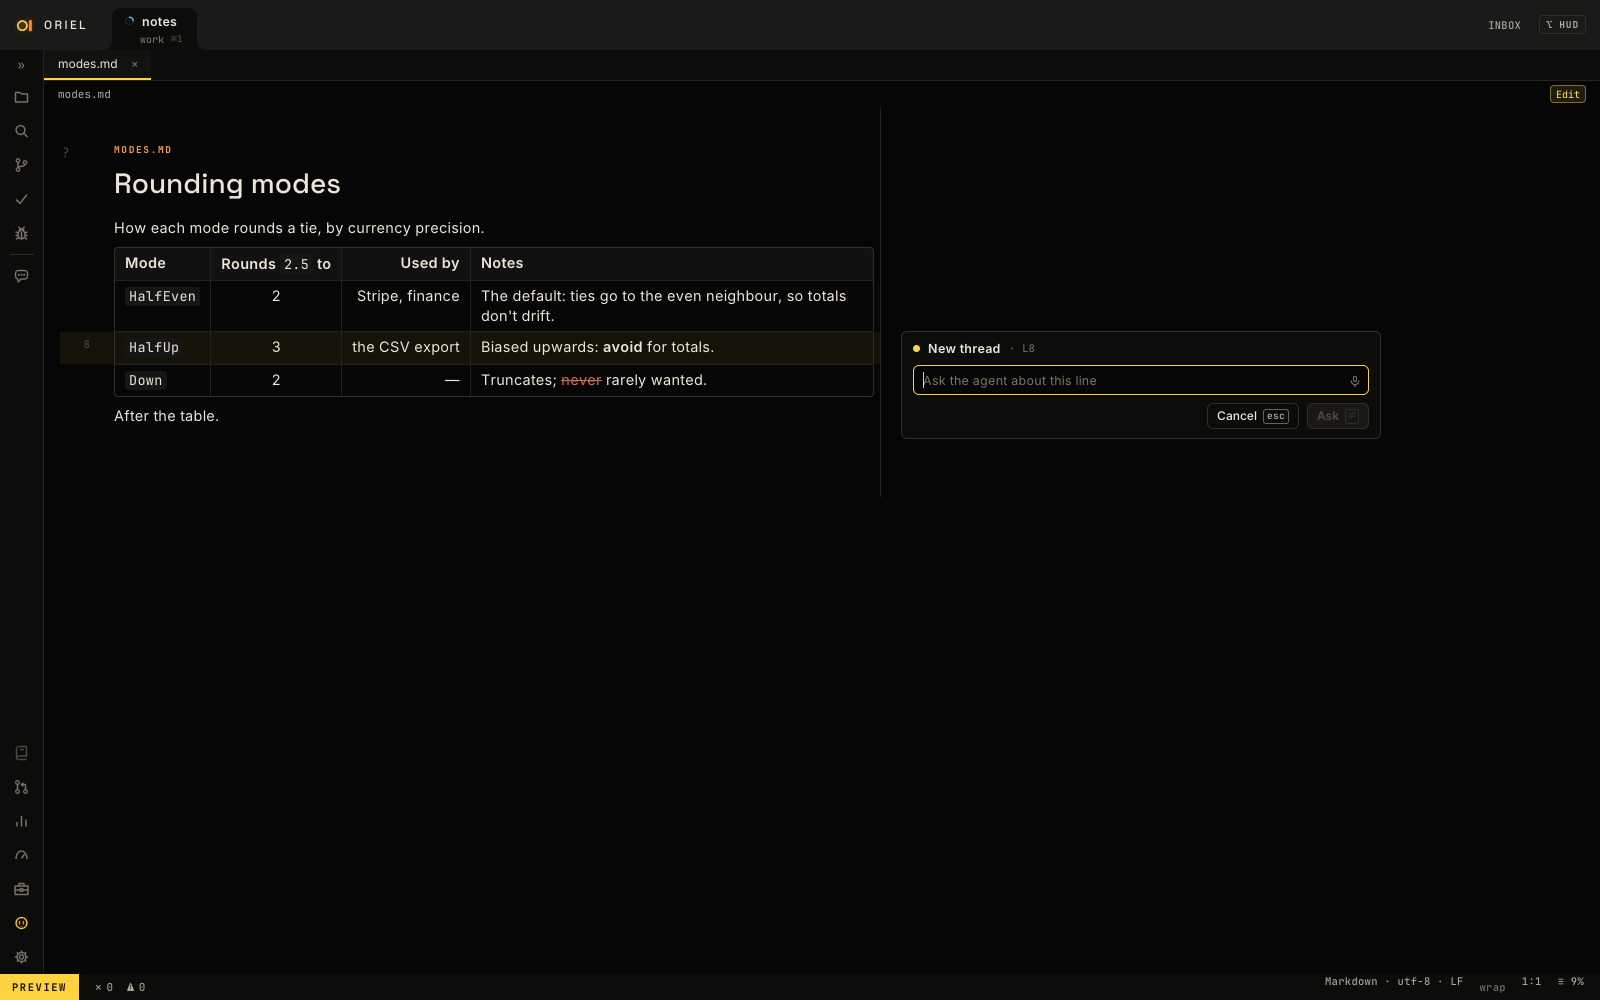 ORIEL
notes
work ⌘1
INBOX
⌥ HUD
» modes.md ×
modes.md
Edit
?
MODES.MD
Rounding modes
How each mode rounds a tie, by currency precision.
Mode Rounds 2.5 to Used by Notes
HalfEven 2 Stripe, finance The default: ties go to the even neighbour, so totals
don't drift.
8 HalfUp 3 the CSV export Biased upwards: avoid for totals.
Down 2 — Truncates; never rarely wanted.
After the table.
New thread · L8
Ask the agent about this line
Cancel esc Ask ⏎
PREVIEW × 0 ▲ 0 Markdown · utf-8 · LF wrap 1:1 ≡ 9%